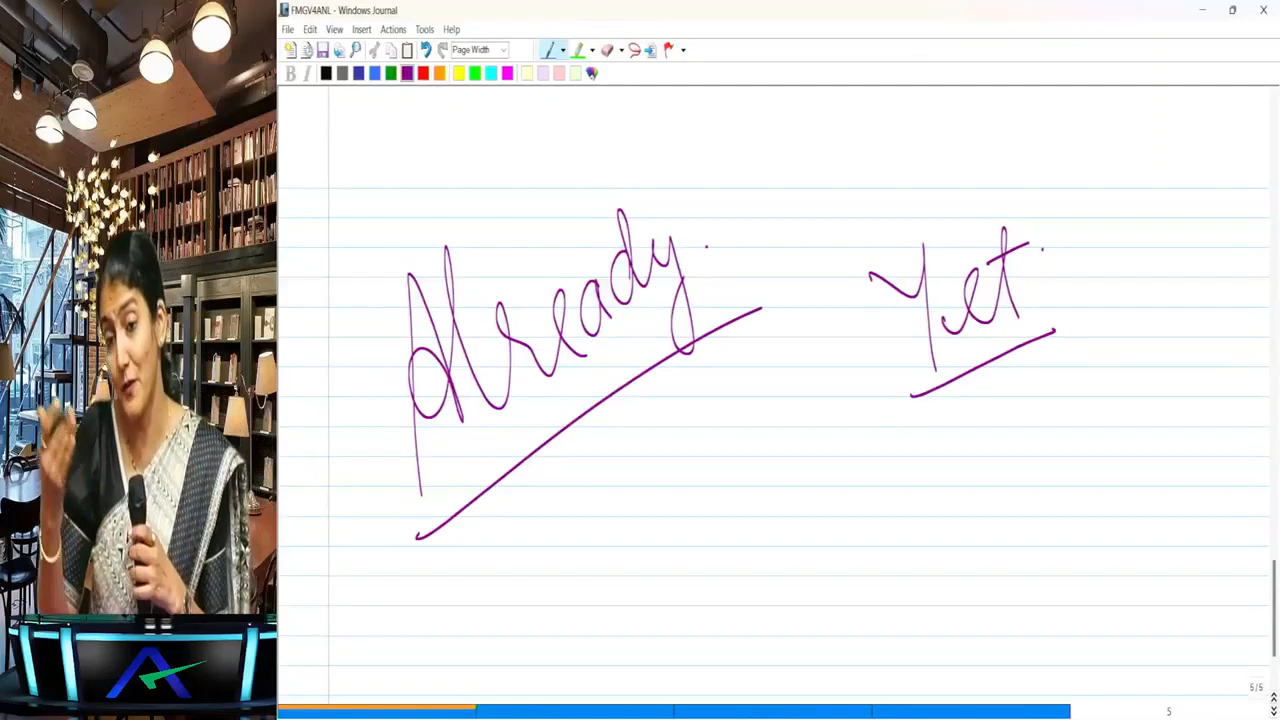 FMGV4ANL - Windows Journal
File Edit View Insert Actions Tools Help
Page Width
B I
Already. Yet.
5/5
5